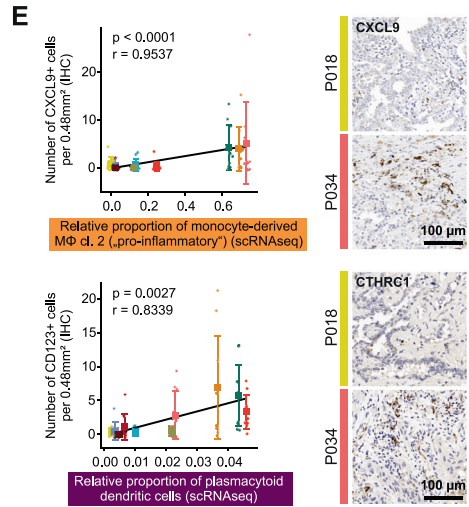 E
Number of CXCL9+ cells
per 0.48mm² (IHC)
p < 0.0001
r = 0.9537
20
10
0
0.0 0.2 0.4 0.6
Relative proportion of monocyte-derived
MΦ cl. 2 („pro-inflammatory“) (scRNAseq)
P018
CXCL9
P034
100 µm
Number of CD123+ cells
per 0.48mm² (IHC)
p = 0.0027
r = 0.8339
20
15
10
5
0
0.00 0.01 0.02 0.03 0.04
Relative proportion of plasmacytoid
dendritic cells (scRNAseq)
P018
CTHRC1
P034
100 µm